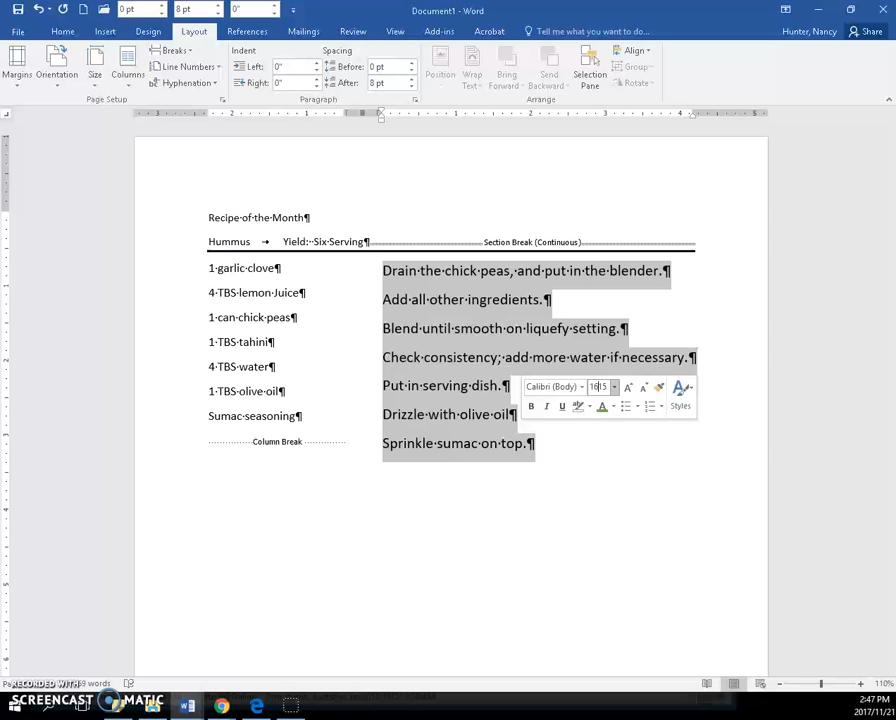 0 pt 8 pt 0" Document1 - Word
File Home Insert Design Layout References Mailings Review View Add-ins Acrobat Tell me what you want to do... Hunter, Nancy Share
Margins Orientation Size Columns
Breaks
Line Numbers
Hyphenation
Page Setup
Indent Spacing
Left: 0" Before: 0 pt
Right: 0" After: 8 pt
Paragraph
Position Wrap Text Bring Forward Send Backward Selection Pane
Align
Group
Rotate
Arrange
Recipe·of·the·Month¶
Hummus → Yield:··Six·Serving¶ Section Break (Continuous)
1·garlic·clove¶
4·TBS·lemon·Juice¶
1·can·chick·peas¶
1·TBS·tahini¶
4·TBS·water¶
1·TBS·olive·oil¶
Sumac·seasoning¶
Column Break
Drain·the·chick·peas,·and·put·in·the·blender.¶
Add·all·other·ingredients.¶
Blend·until·smooth·on·liquefy·setting.¶
Check·consistency;·add·more·water·if·necessary.¶
Put·in·serving·dish.¶
Drizzle·with·olive·oil¶
Sprinkle·sumac·on·top.¶
Calibri (Body) 1615
B I U Styles
words 110%
RECORDED WITH
SCREENCAST MATIC
2:47 PM
2017/11/21